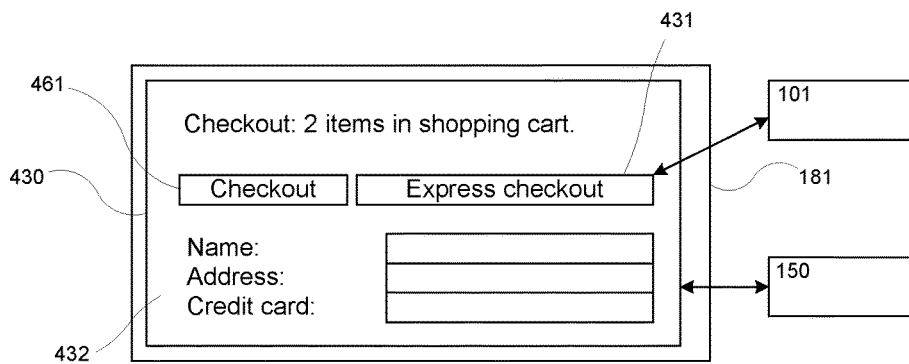 431
461
101
Checkout: 2 items in shopping cart.
430
Checkout
Express checkout
181
Name:
Address:
Credit card:
150
432